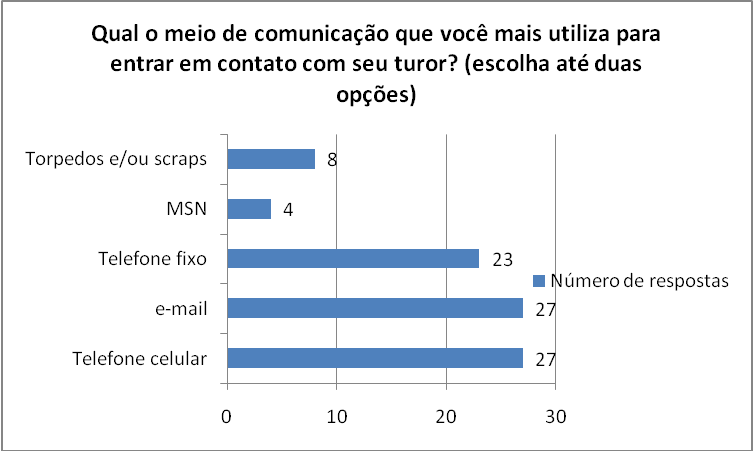 Qual o meio de comunicação que você mais utiliza para
entrar em contato com seu turor? (escolha até duas
opções)
Torpedos e/ou scraps
8
MSN
4
Telefone fixo
23
Número de respostas
e-mail
27
Telefone celular
27
0
10
20
30